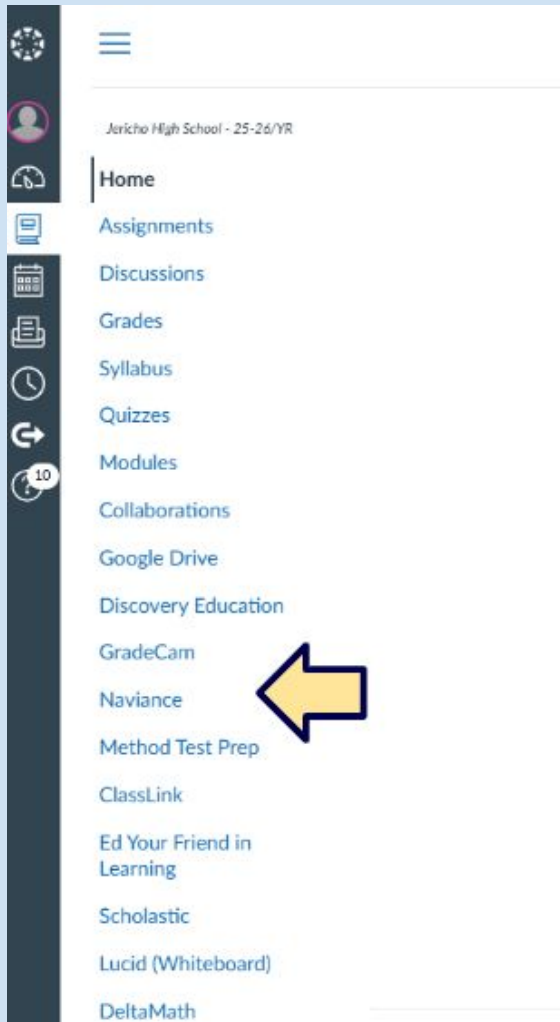 Jericho High School - 25-26/YR
Home
Assignments
Discussions
Grades
Syllabus
Quizzes
10
Modules
Collaborations
Google Drive
Discovery Education
GradeCam
Naviance
Method Test Prep
ClassLink
Ed Your Friend in
Learning
Scholastic
Lucid (Whiteboard)
DeltaMath